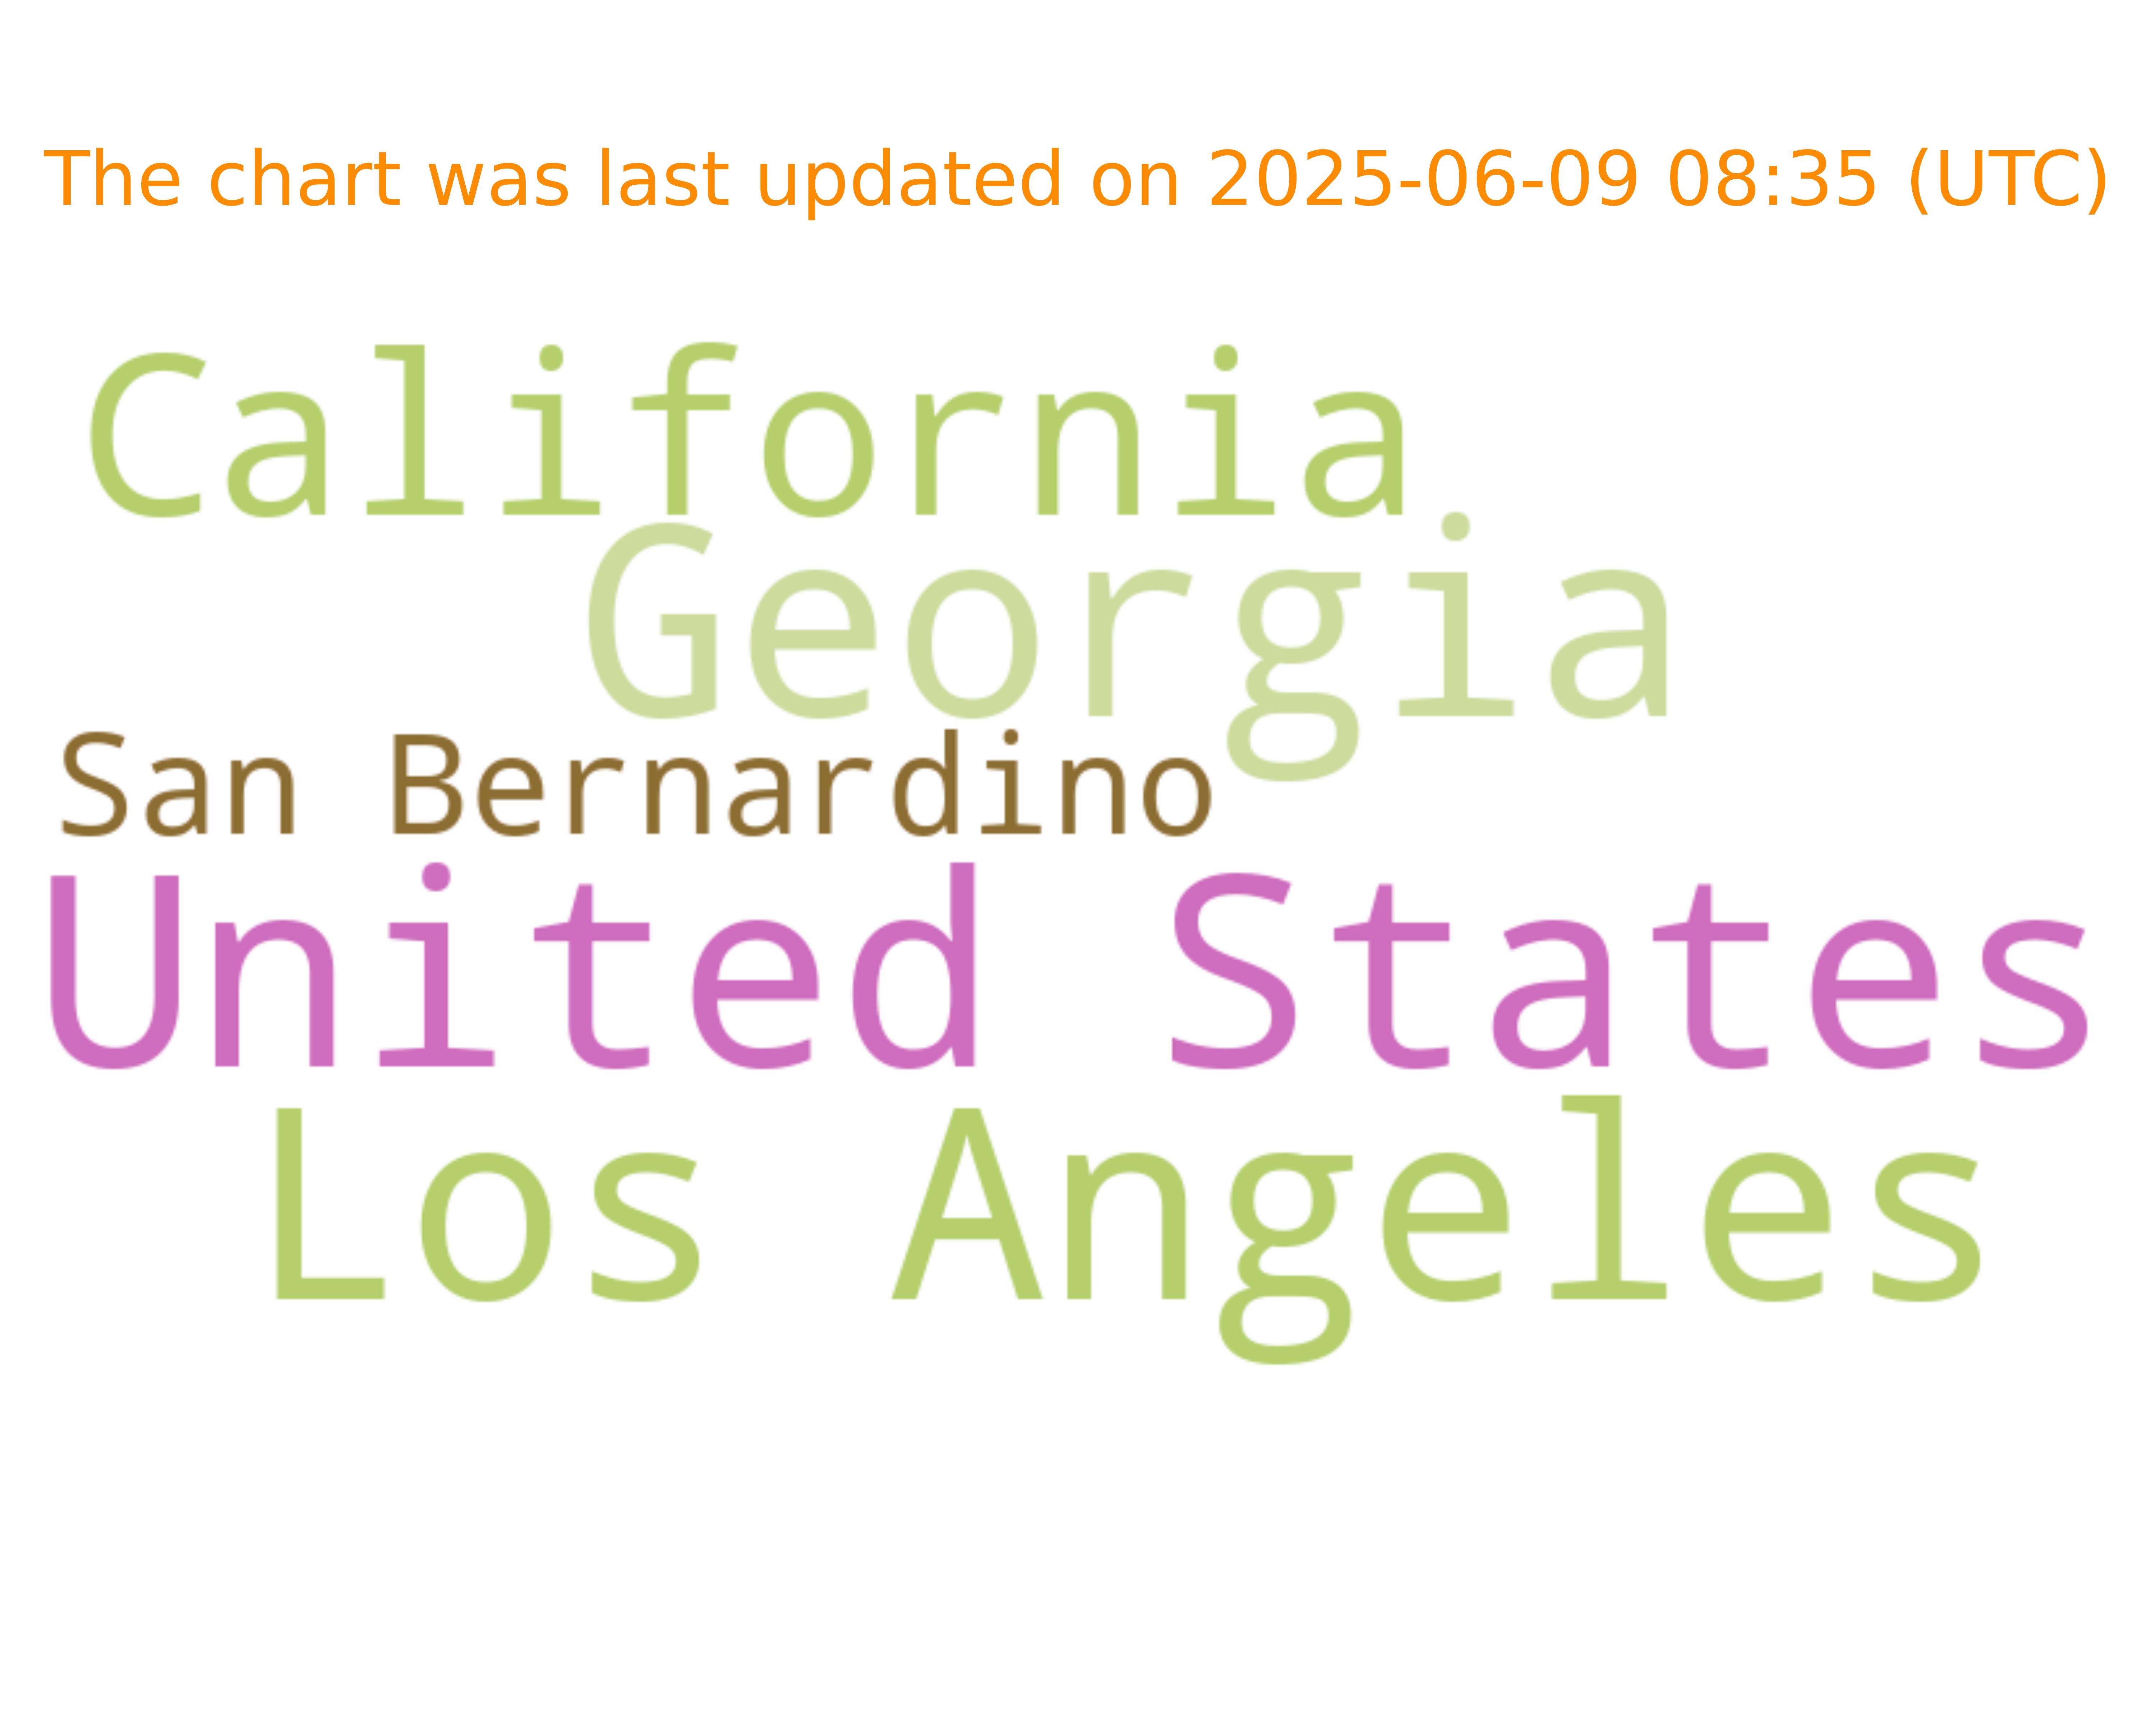 The chart was last updated on 2025-06-09 08:35 (UTC)
California
Georgia
San Bernardino
United States
Los Angeles